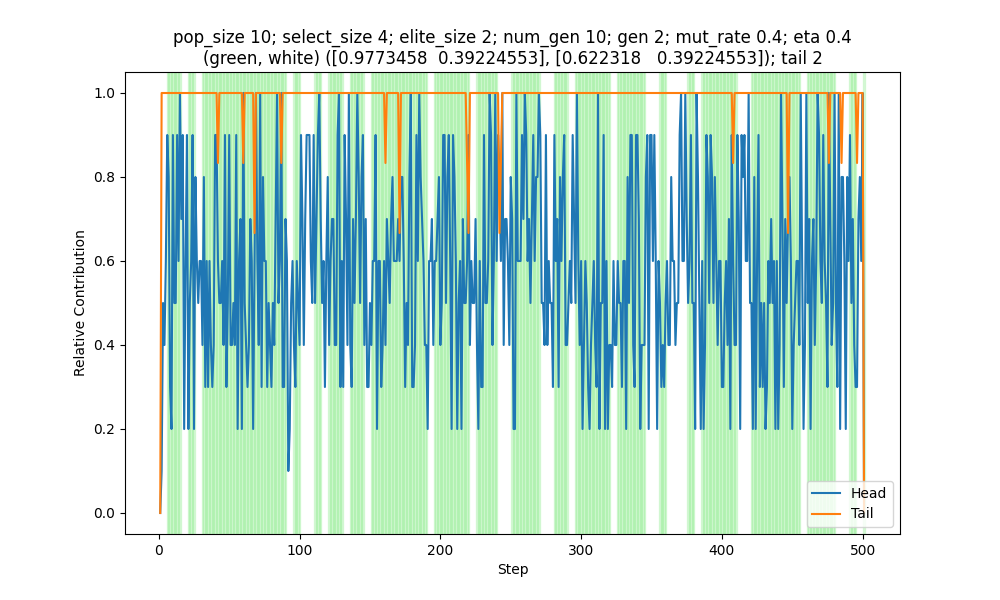 pop_size 10; select_size 4; elite_size 2; num_gen 10; gen 2; mut_rate 0.4; eta 0.4
(green, white) ([0.9773458  0.39224553], [0.622318   0.39224553]); tail 2
1.0
0.8
0.6
0.4
0.2
0.0
Relative Contribution
Head
Tail
0
100
200
300
400
500
Step